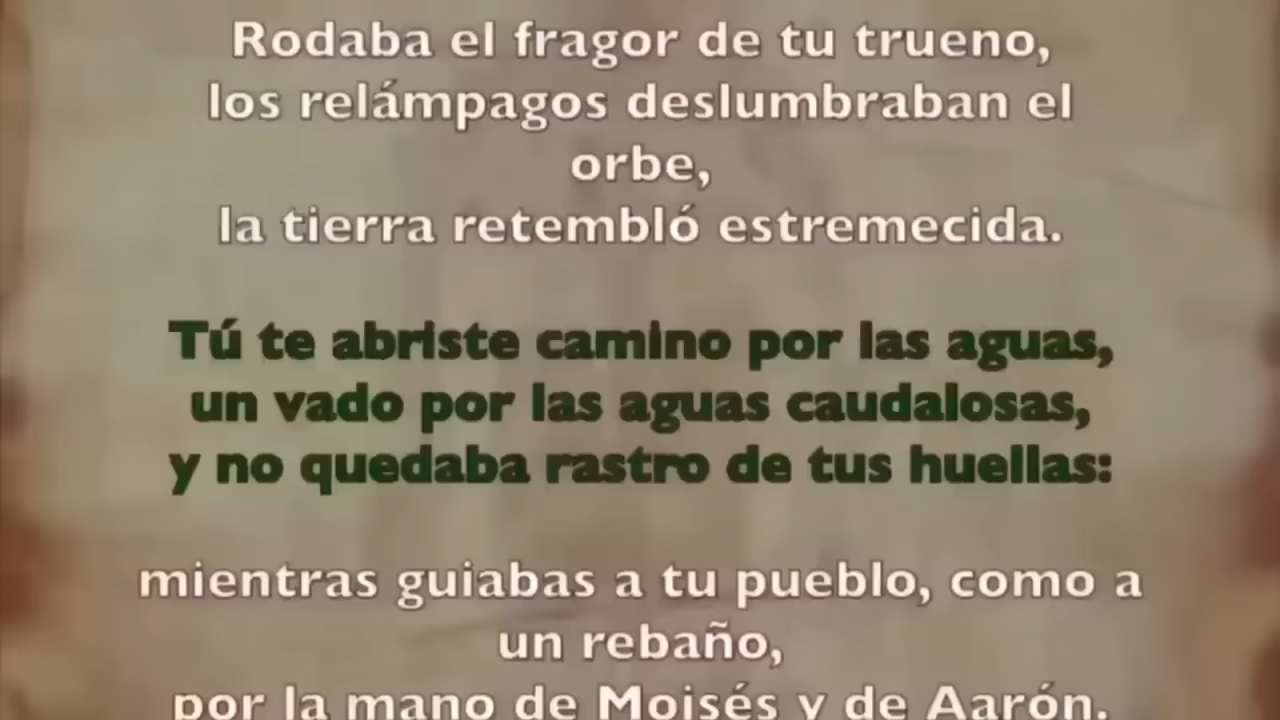 Rodaba el fragor de tu trueno,
los relámpagos deslumbraban el
orbe,
la tierra retembló estremecida.
Tú te abriste camino por las aguas,
un vado por las aguas caudalosas,
y no quedaba rastro de tus huellas:
mientras guiabas a tu pueblo, como a
un rebaño,
por la mano de Moisés y de Aarón.